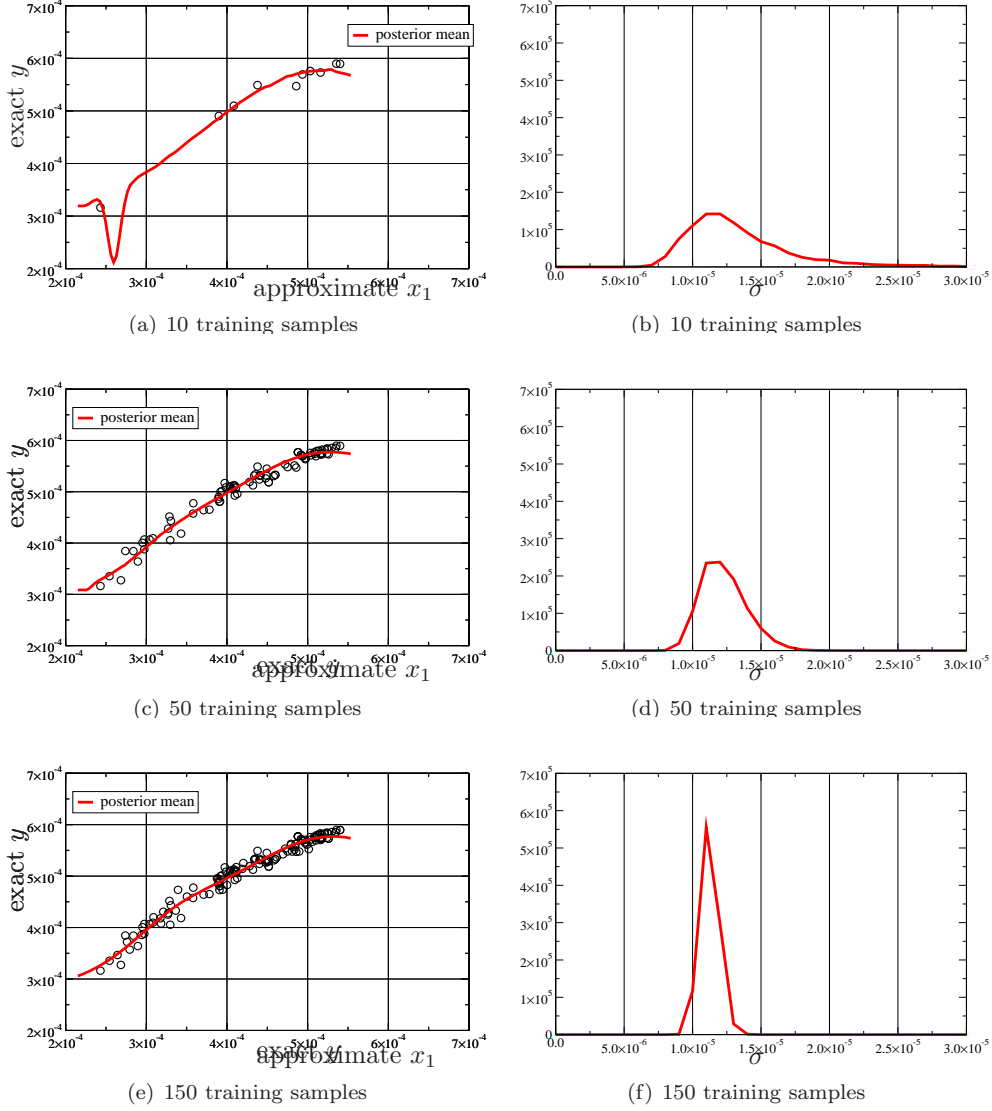 posterior mean
7×10⁻⁴
6×10⁻⁴
5×10⁻⁴
4×10⁻⁴
3×10⁻⁴
2×10⁻⁴
exact y
2×10⁻⁴ 3×10⁻⁴ 4×10⁻⁴ 5×10⁻⁴ 6×10⁻⁴ 7×10⁻⁴
approximate x₁
(a) 10 training samples
7×10⁵
6×10⁵
5×10⁵
4×10⁵
3×10⁵
2×10⁵
1×10⁵
0
0.0 5.0×10⁻⁶ 1.0×10⁻⁵ 1.5×10⁻⁵ 2.0×10⁻⁵ 2.5×10⁻⁵ 3.0×10⁻⁵
σ
(b) 10 training samples
posterior mean
7×10⁻⁴
6×10⁻⁴
5×10⁻⁴
4×10⁻⁴
3×10⁻⁴
2×10⁻⁴
exact y
2×10⁻⁴ 3×10⁻⁴ 4×10⁻⁴ 5×10⁻⁴ 6×10⁻⁴ 7×10⁻⁴
exact y
approximate x₁
(c) 50 training samples
7×10⁵
6×10⁵
5×10⁵
4×10⁵
3×10⁵
2×10⁵
1×10⁵
0
0.0 5.0×10⁻⁶ 1.0×10⁻⁵ 1.5×10⁻⁵ 2.0×10⁻⁵ 2.5×10⁻⁵ 3.0×10⁻⁵
σ
(d) 50 training samples
posterior mean
7×10⁻⁴
6×10⁻⁴
5×10⁻⁴
4×10⁻⁴
3×10⁻⁴
2×10⁻⁴
exact y
2×10⁻⁴ 3×10⁻⁴ 4×10⁻⁴ 5×10⁻⁴ 6×10⁻⁴ 7×10⁻⁴
exact y
approximate x₁
(e) 150 training samples
7×10⁵
6×10⁵
5×10⁵
4×10⁵
3×10⁵
2×10⁵
1×10⁵
0
0.0 5.0×10⁻⁶ 1.0×10⁻⁵ 1.5×10⁻⁵ 2.0×10⁻⁵ 2.5×10⁻⁵ 3.0×10⁻⁵
σ
(f) 150 training samples